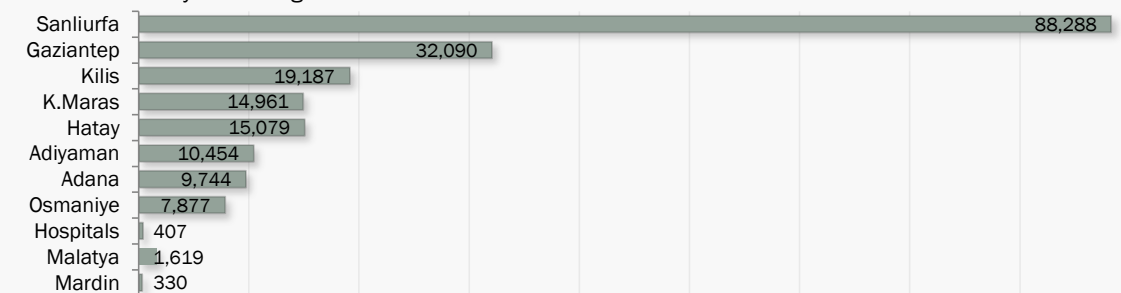 Sanliurfa 88,288
Gaziantep 32,090
Kilis 19,187
K.Maras 14,961
Hatay 15,079
Adiyaman 10,454
Adana 9,744
Osmaniye 7,877
Hospitals 407
Malatya 1,619
Mardin 330